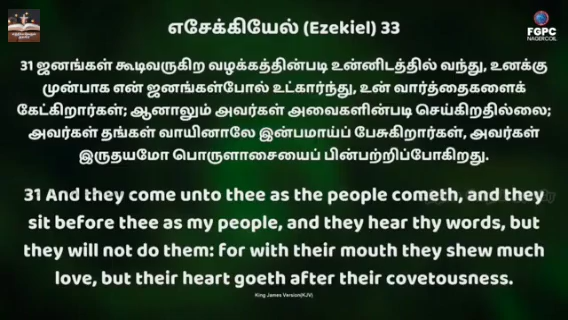 எசேக்கியேல் (Ezekiel) 33
FGPC
NAGERCOIL
31 ஜனங்கள் கூடிவருகிற வழக்கத்தின்படி உன்னிடத்தில் வந்து, உனக்கு
முன்பாக என் ஜனங்கள்போல் உட்கார்ந்து, உன் வார்த்தைகளைக்
கேட்கிறார்கள்; ஆனாலும் அவர்கள் அவைகளின்படி செய்கிறதில்லை;
அவர்கள் தங்கள் வாயினாலே இன்பமாய்ப் பேசுகிறார்கள், அவர்கள்
இருதயமோ பொருளாசையைப் பின்பற்றிப்போகிறது.
31 And they come unto thee as the people cometh, and they
sit before thee as my people, and they hear thy words, but
they will not do them: for with their mouth they shew much
love, but their heart goeth after their covetousness.
King James Version(KJV)